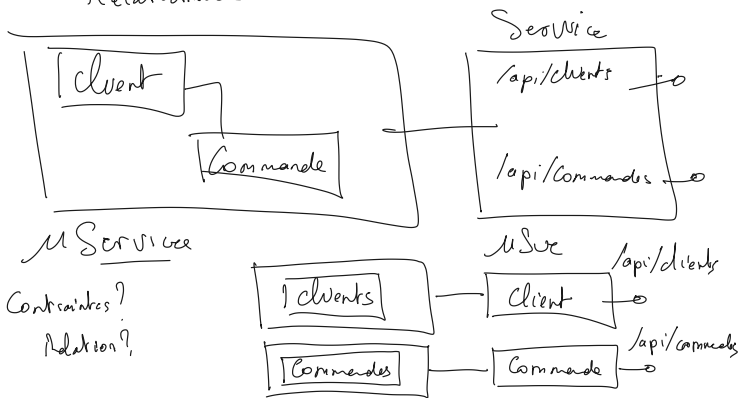 Service
Client
/api/clients
Commande
/api/Commandes
µService
µSvc
/api/clients
Contraintes?
Clients
Client
Relation?
/api/commandes
Commandes
Commande